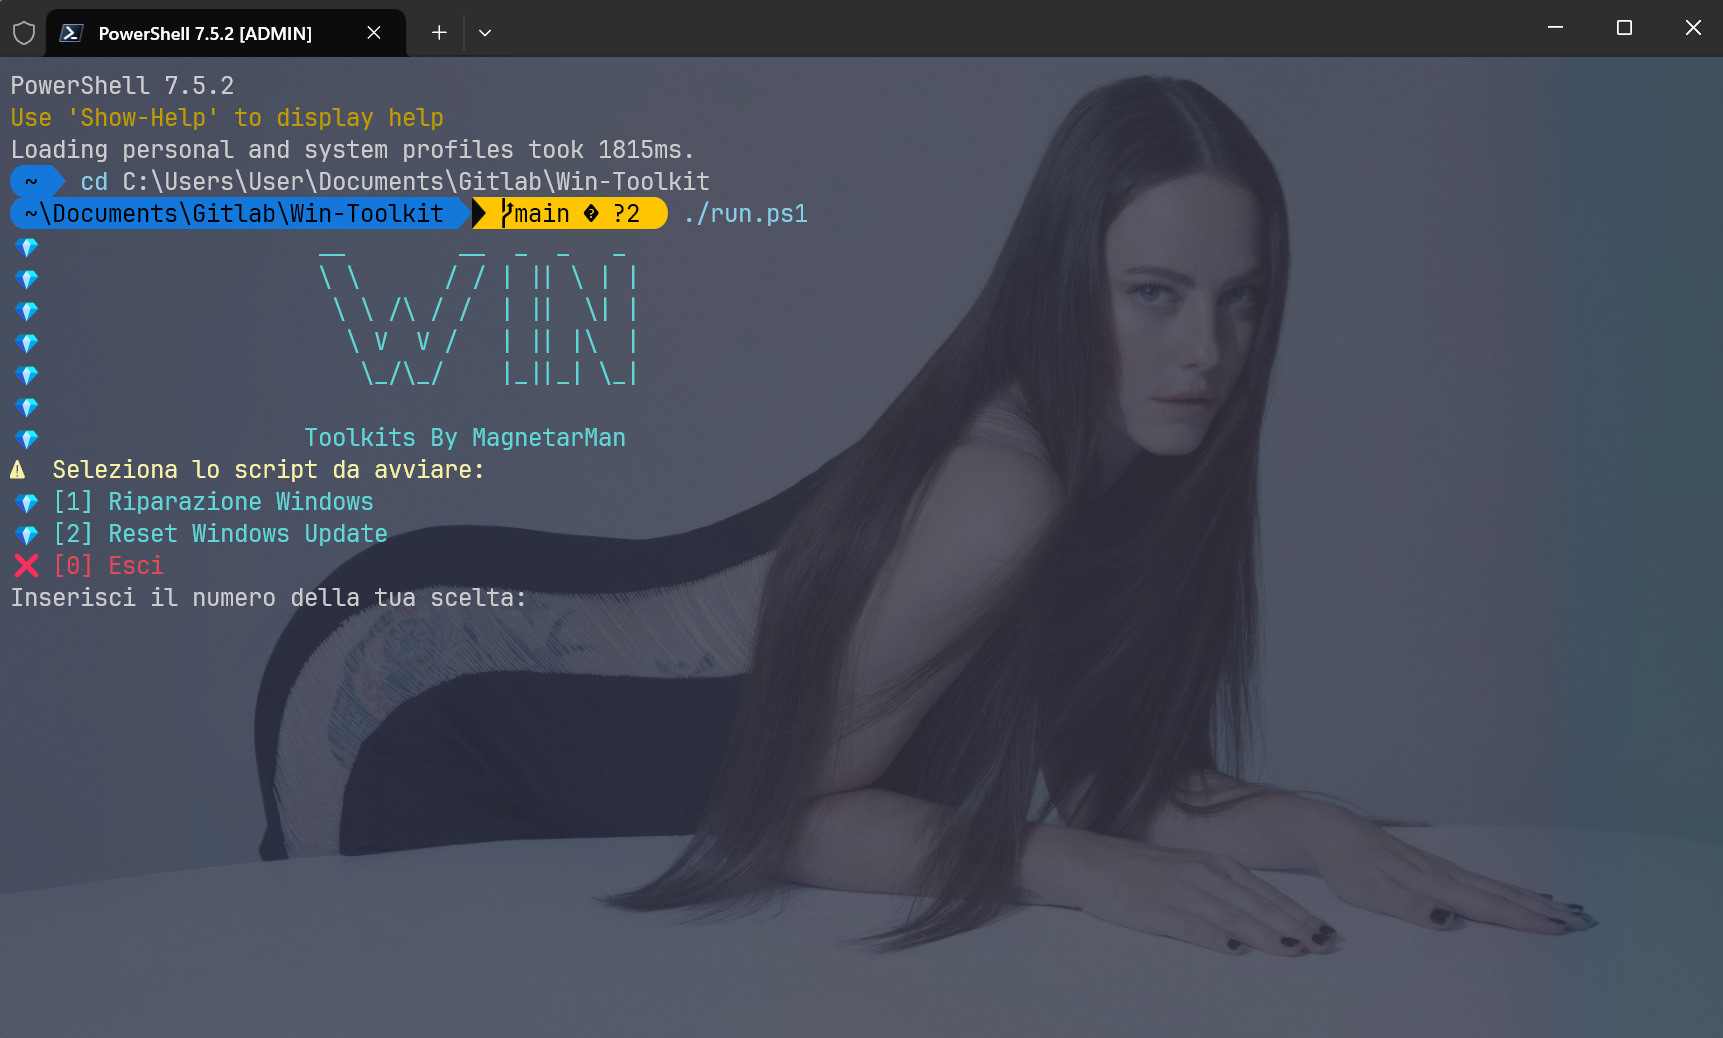 PowerShell 7.5.2 [ADMIN]
PowerShell 7.5.2
Use 'Show-Help' to display help
Loading personal and system profiles took 1815ms.
~ cd C:\Users\User\Documents\Gitlab\Win-Toolkit
~\Documents\Gitlab\Win-Toolkit main � ?2 ./run.ps1
WIN
Toolkits By MagnetarMan
Seleziona lo script da avviare:
[1] Riparazione Windows
[2] Reset Windows Update
[0] Esci
Inserisci il numero della tua scelta: